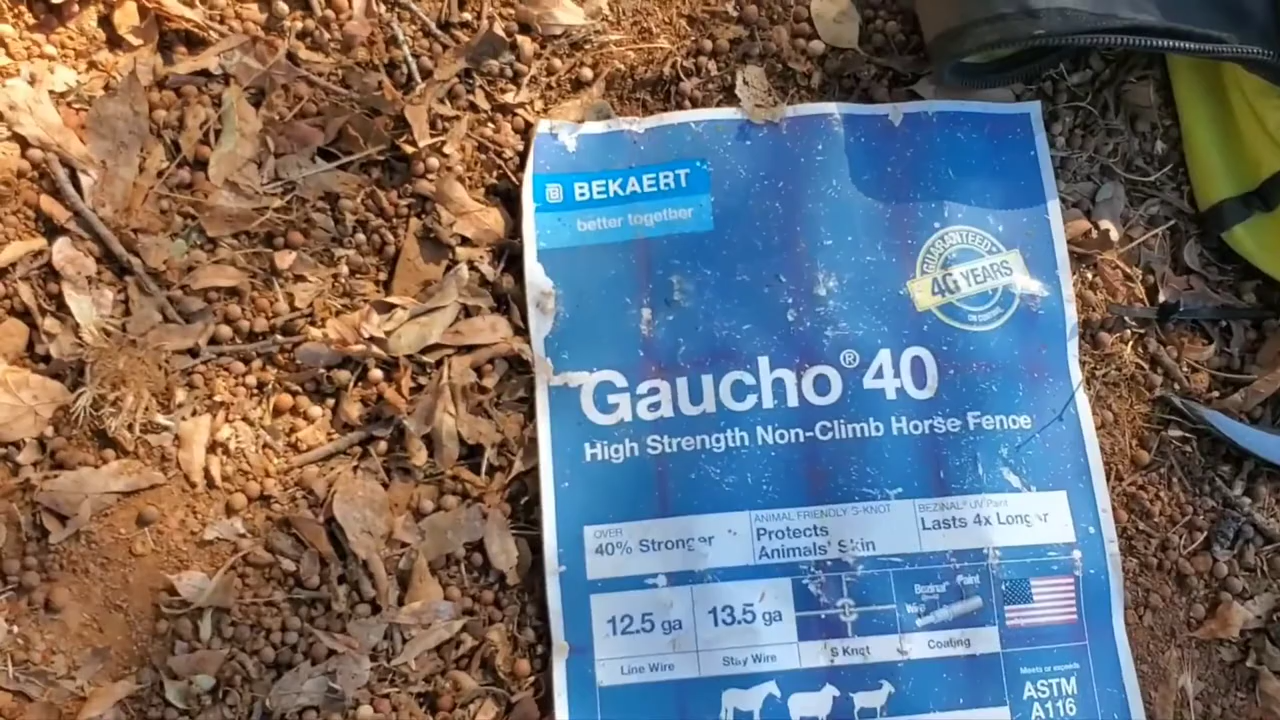 BEKAERT
better together
GUARANTEED
40 YEARS
Gaucho® 40
High Strength Non-Climb Horse Fence
OVER
40% Stronger
ANIMAL FRIENDLY S-KNOT
Protects
Animals' Skin
BEZINAL® UV Paint
Lasts 4x Longer
12.5 ga
Line Wire
13.5 ga
Stay Wire
S Knot
Bezinal Paint
Wire
Coating
Meets or exceeds
ASTM
A116